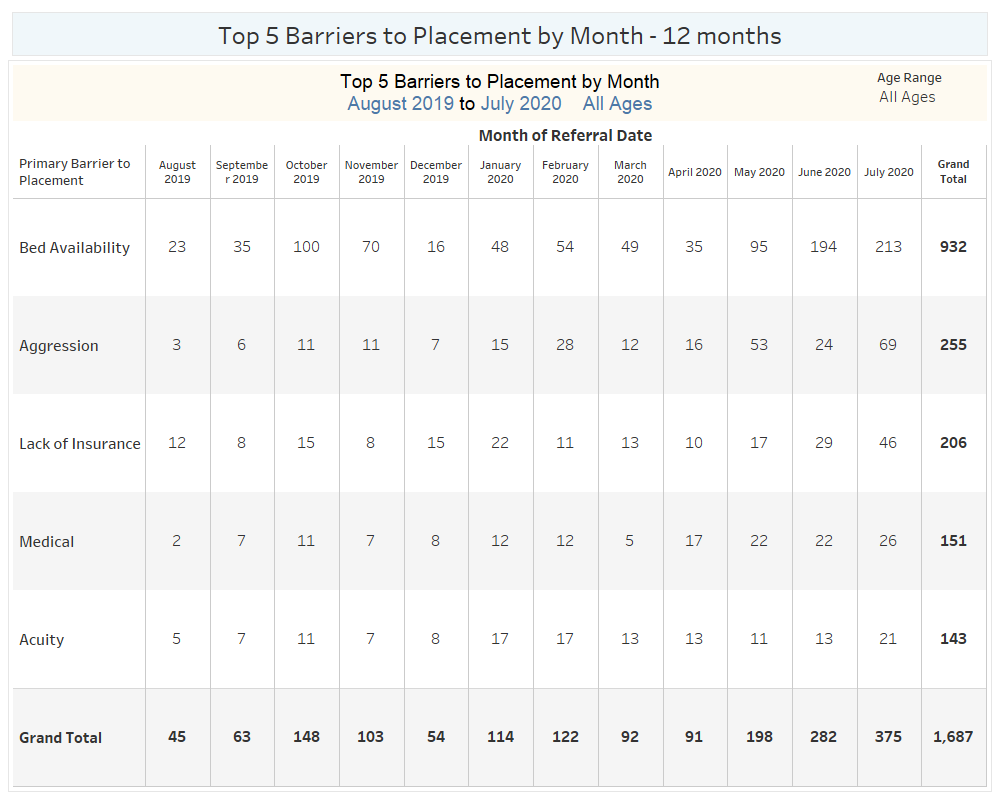 Top 5 Barriers to Placement by Month - 12 months
Top 5 Barriers to Placement by Month
August 2019 to July 2020 All Ages
Age Range
All Ages
Month of Referral Date
Primary Barrier to
Placement
August
2019
Septembe
r 2019
October
2019
November
2019
December
2019
January
2020
February
2020
March
2020
April 2020
May 2020
June 2020
July 2020
Grand
Total
Bed Availability 23 35 100 70 16 48 54 49 35 95 194 213 932
Aggression 3 6 11 11 7 15 28 12 16 53 24 69 255
Lack of Insurance 12 8 15 8 15 22 11 13 10 17 29 46 206
Medical 2 7 11 7 8 12 12 5 17 22 22 26 151
Acuity 5 7 11 7 8 17 17 13 13 11 13 21 143
Grand Total 45 63 148 103 54 114 122 92 91 198 282 375 1,687